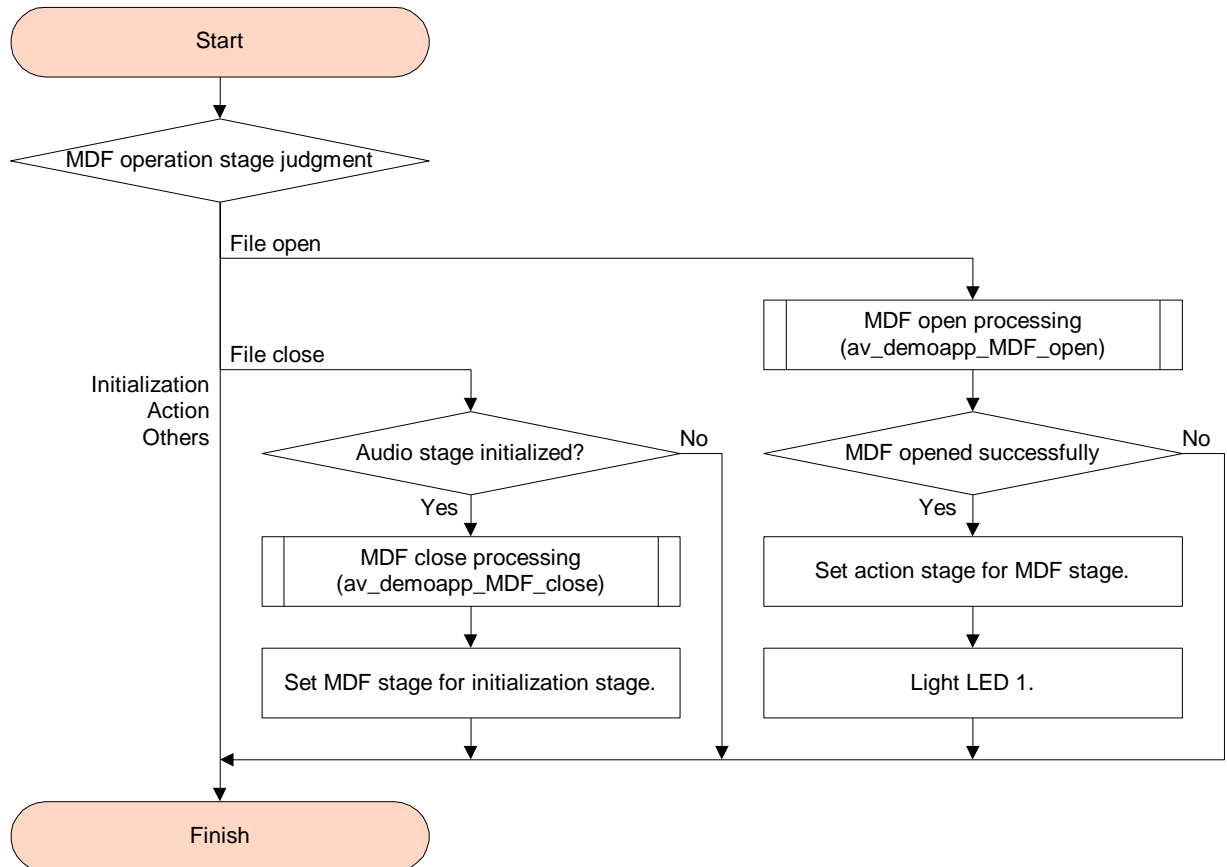 Start
MDF operation stage judgment
File open
MDF open processing
(av_demoapp_MDF_open)
File close
Initialization
Action
Others
Audio stage initialized?
No
MDF opened successfully
No
Yes
Yes
MDF close processing
(av_demoapp_MDF_close)
Set action stage for MDF stage.
Set MDF stage for initialization stage.
Light LED 1.
Finish